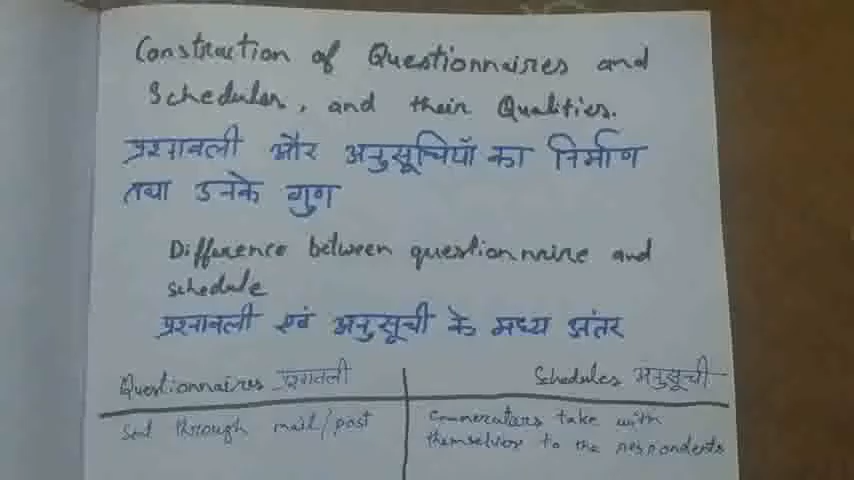 Construction of Questionnaires and
Schedules, and their Qualities.
प्रश्नावली और अनुसूचियों का निर्माण
तथा उनके गुण
Difference between questionnaire and
schedule
प्रश्नावली एवं अनुसूची के मध्य अंतर
Questionnaires प्रश्नावली
Schedules अनुसूची
Sent through mail/post
enumerators take with
themselves to the respondents